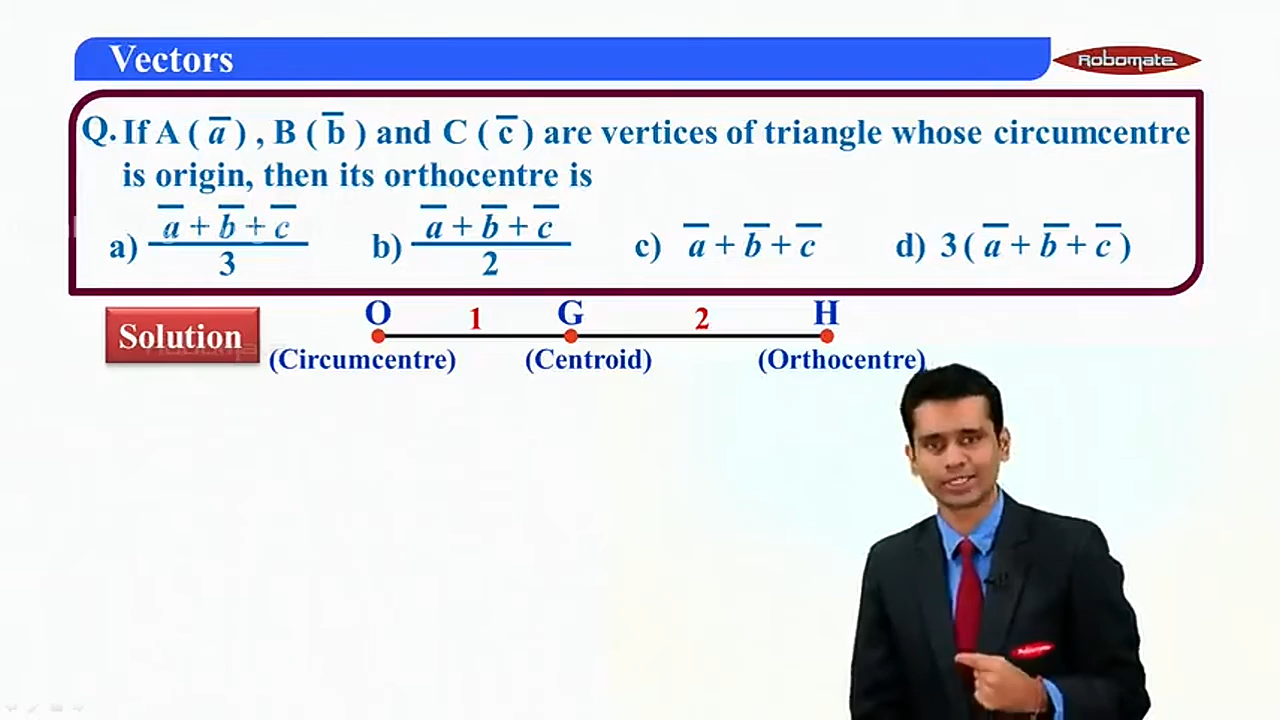 Vectors
Robomate
Q. If A ( a̅ ) , B ( b̅ ) and C ( c̅ ) are vertices of triangle whose circumcentre
is origin, then its orthocentre is
a) (a̅ + b̅ + c̅)/3 b) (a̅ + b̅ + c̅)/2 c) a̅ + b̅ + c̅ d) 3 ( a̅ + b̅ + c̅ )
Solution
O 1 G 2 H
(Circumcentre) (Centroid) (Orthocentre)
Robomate